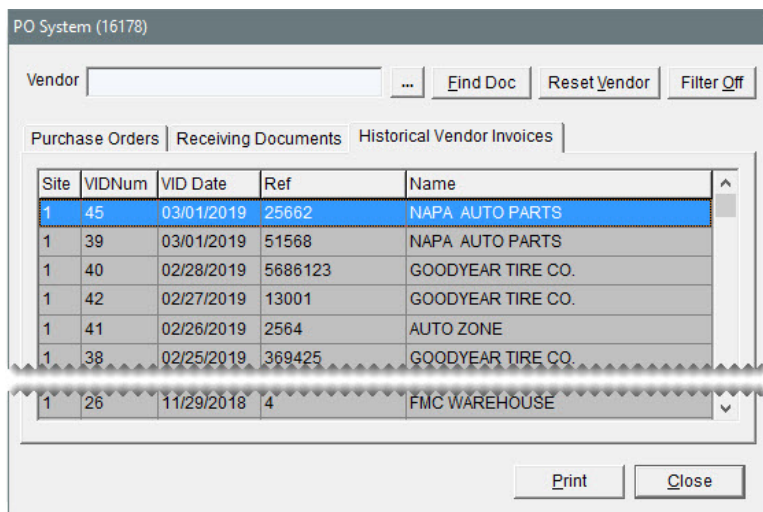 PO System (16178)
Vendor ... Find Doc Reset Vendor Filter Off
Purchase Orders Receiving Documents Historical Vendor Invoices
Site VIDNum VID Date Ref Name
1 45 03/01/2019 25662 NAPA AUTO PARTS
1 39 03/01/2019 51568 NAPA AUTO PARTS
1 40 02/28/2019 5686123 GOODYEAR TIRE CO.
1 42 02/27/2019 13001 GOODYEAR TIRE CO.
1 41 02/26/2019 2564 AUTO ZONE
1 38 02/25/2019 369425 GOODYEAR TIRE CO.
1 26 11/29/2018 4 FMC WAREHOUSE
Print Close